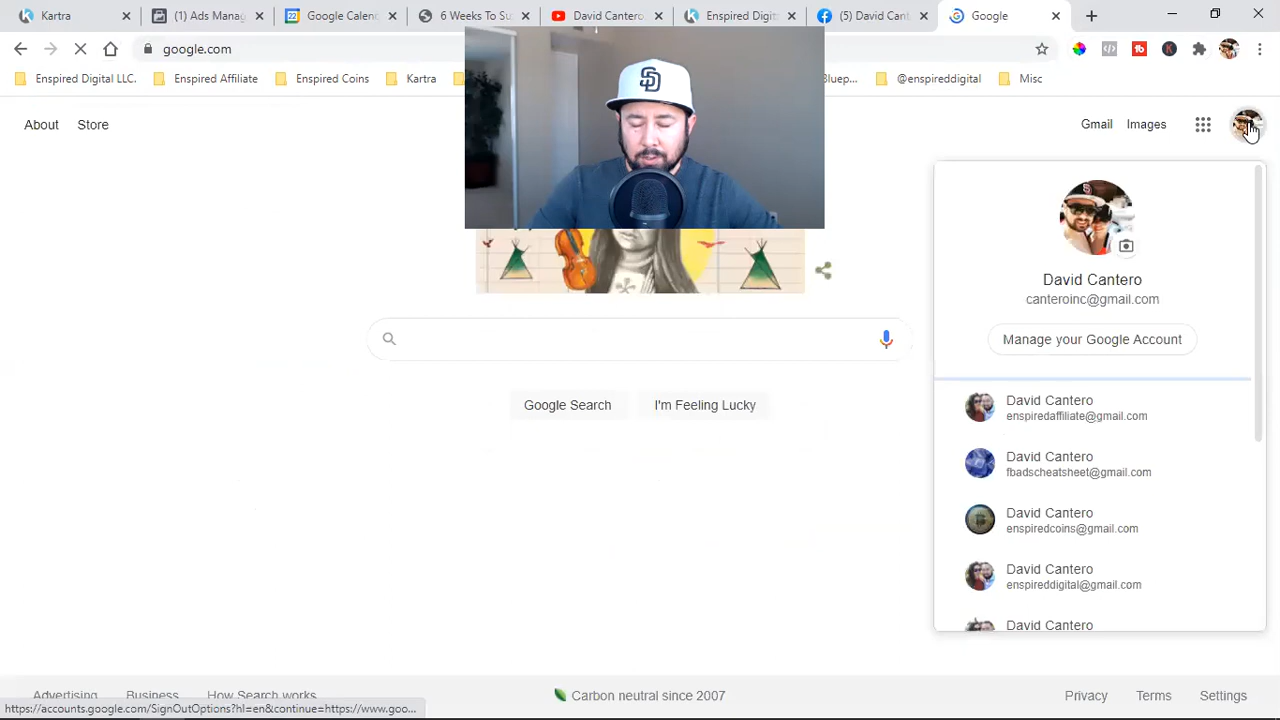 Kartra
(1) Ads Manag
Google Calend
6 Weeks To Su
David Cantero
Enspired Digit
(5) David Cant
Google
google.com
Enspired Digital LLC.
Enspired Affiliate
Enspired Coins
Kartra
Bluep...
@enspireddigital
Misc
About
Store
Gmail
Images
SD
David Cantero
canteroinc@gmail.com
Manage your Google Account
David Cantero
enspiredaffiliate@gmail.com
David Cantero
fbadscheatsheet@gmail.com
David Cantero
enspiredcoins@gmail.com
David Cantero
enspireddigital@gmail.com
David Cantero
Google Search
I'm Feeling Lucky
Advertising
Business
How Search works
Carbon neutral since 2007
Privacy
Terms
Settings
https://accounts.google.com/SignOutOptions?hl=en&continue=https://www.goo...